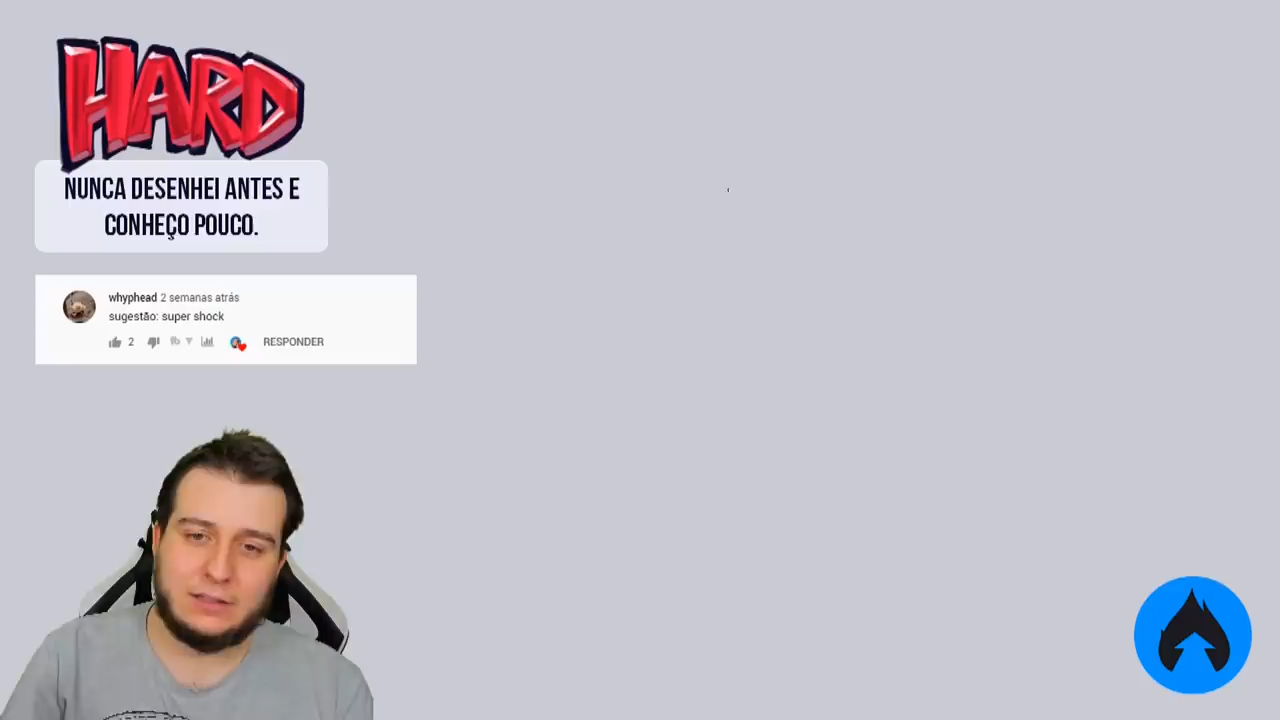 HARD
NUNCA DESENHEI ANTES E
CONHEÇO POUCO.
whyphead 2 semanas atrás
sugestão: super shock
2 RESPONDER